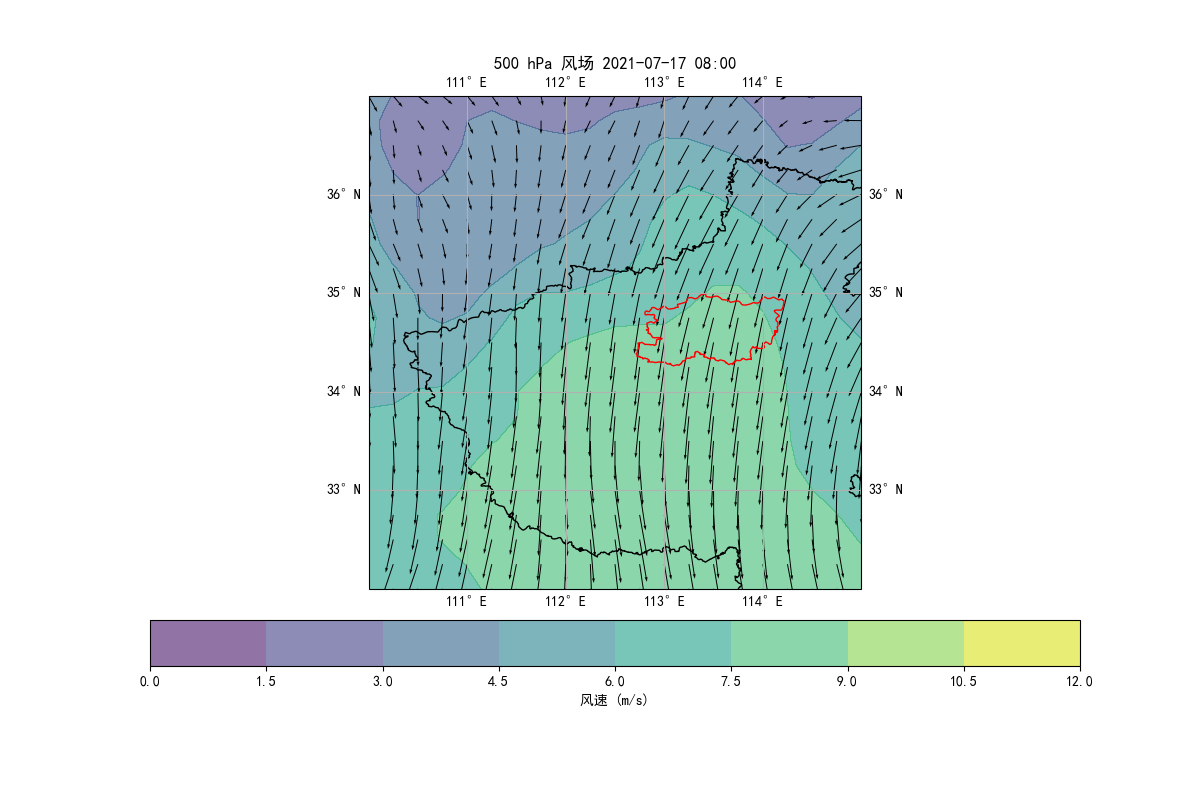 500 hPa 风场 2021-07-17 08:00
111° E 112° E 113° E 114° E
36° N 36° N
35° N 35° N
34° N 34° N
33° N 33° N
111° E 112° E 113° E 114° E
0.0 1.5 3.0 4.5 6.0 7.5 9.0 10.5 12.0
风速 (m/s)